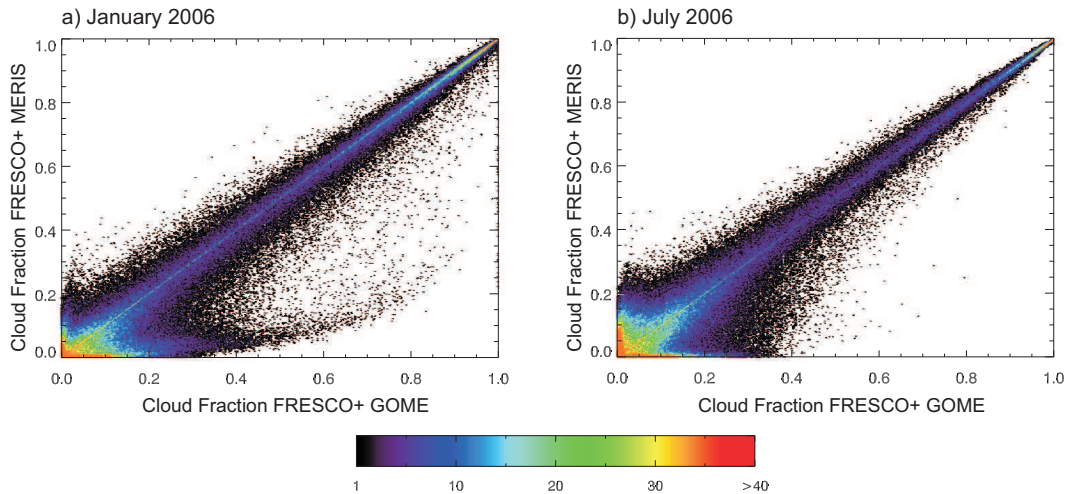 a) January 2006
b) July 2006
Cloud Fraction FRESCO+ MERIS
1.0
0.8
0.6
0.4
0.2
0.0
0.0 0.2 0.4 0.6 0.8 1.0
Cloud Fraction FRESCO+ GOME
Cloud Fraction FRESCO+ MERIS
1.0
0.8
0.6
0.4
0.2
0.0
0.0 0.2 0.4 0.6 0.8 1.0
Cloud Fraction FRESCO+ GOME
1 10 20 30 >40